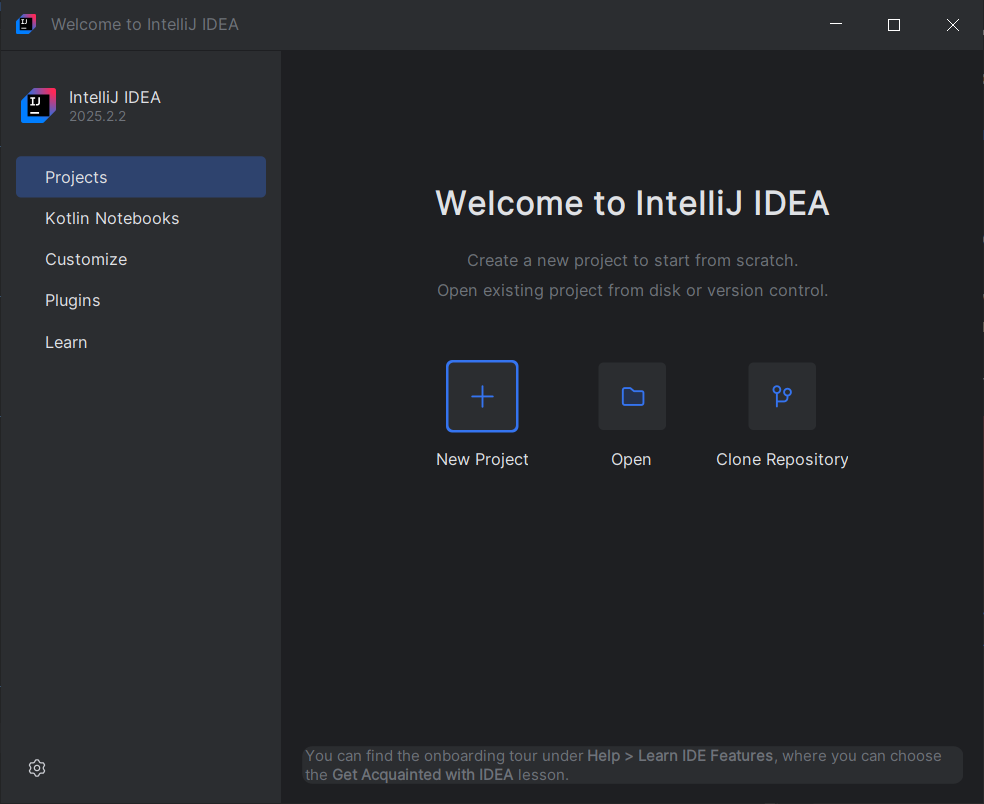 Welcome to IntelliJ IDEA
IJ
IntelliJ IDEA
2025.2.2
Projects
Kotlin Notebooks
Customize
Plugins
Learn
Welcome to IntelliJ IDEA
Create a new project to start from scratch.
Open existing project from disk or version control.
New Project
Open
Clone Repository
You can find the onboarding tour under Help > Learn IDE Features, where you can choose
the Get Acquainted with IDEA lesson.